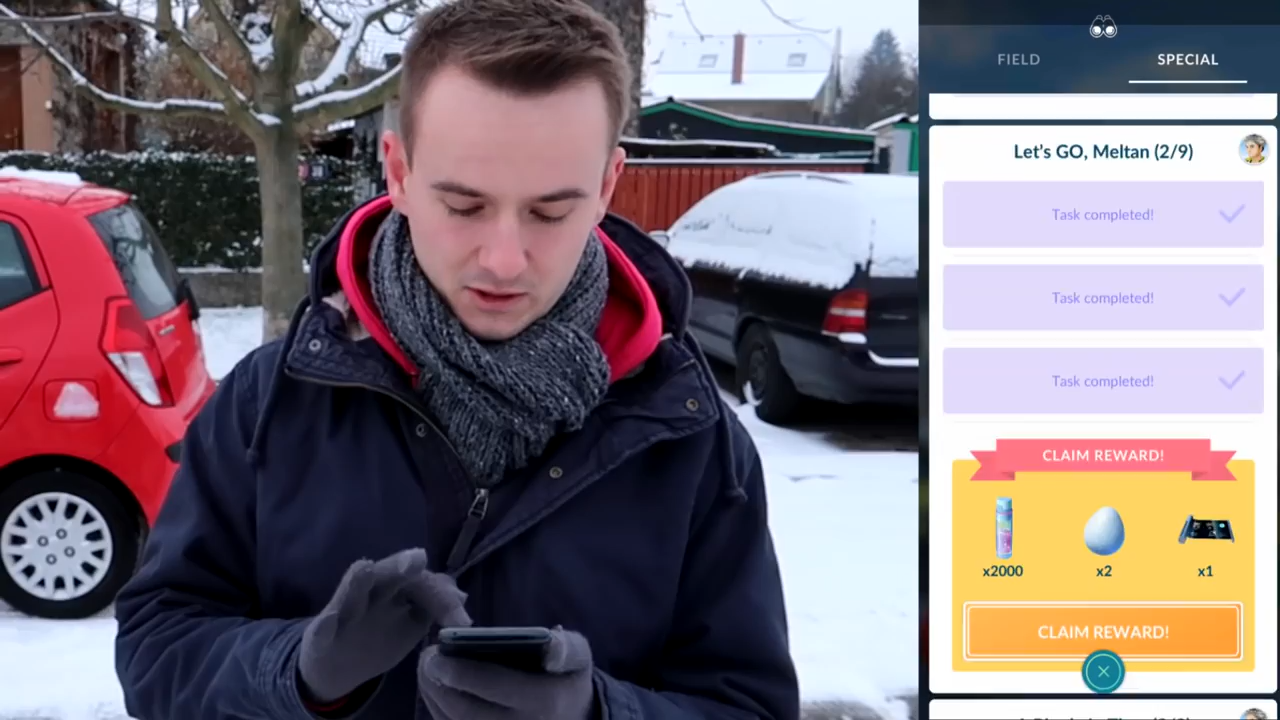 FIELD
SPECIAL
Let's GO, Meltan (2/9)
Task completed!
Task completed!
Task completed!
CLAIM REWARD!
x2000
x2
x1
CLAIM REWARD!